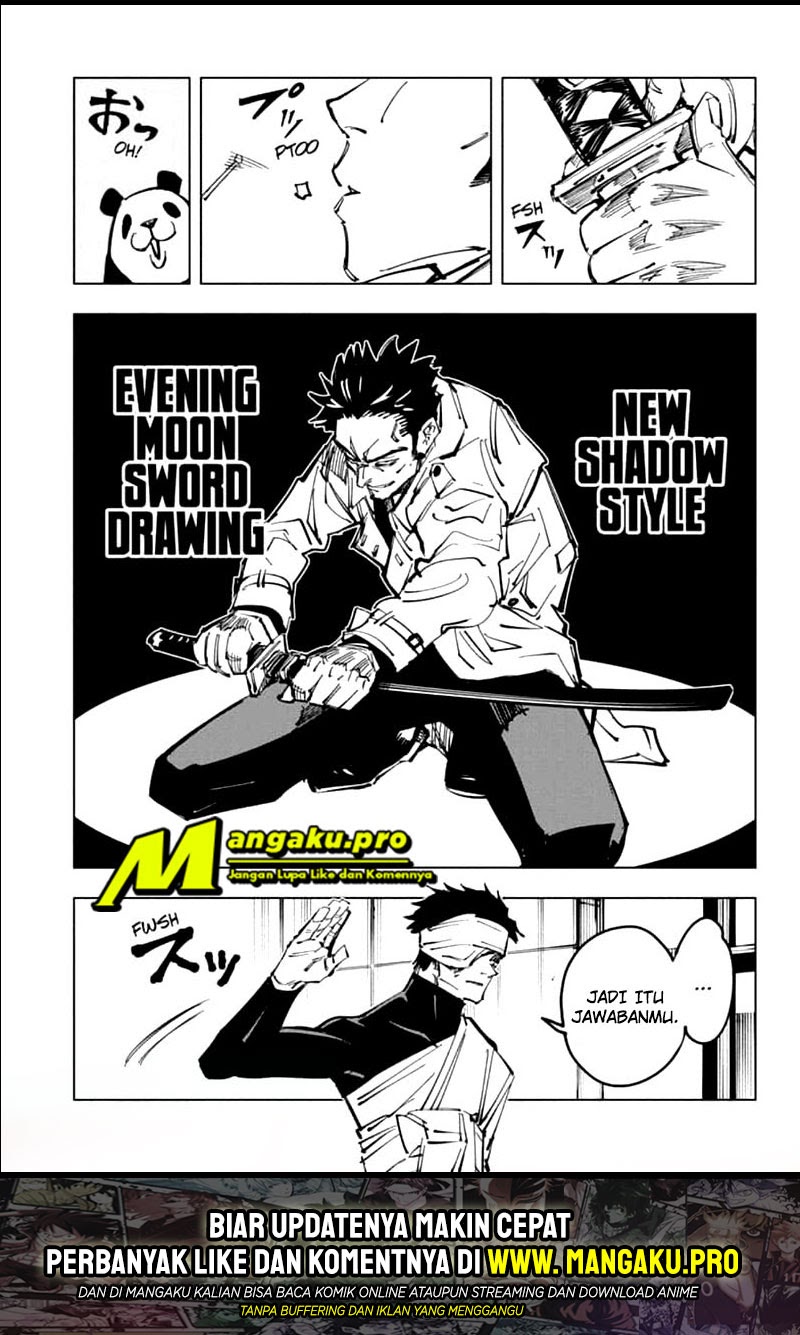 FSH
スッ
プッ
PTOO
おっ
OH!
NEW
SHADOW
STYLE
EVENING
MOON
SWORD
DRAWING
Mangaku.pro
Jangan Lupa Like dan Komennya
...
JADI ITU
JAWABANMU.
FWSH
スッ
BIAR UPDATENYA MAKIN CEPAT
PERBANYAK LIKE DAN KOMENTNYA DI WWW. MANGAKU.PRO
DAN DI MANGAKU KALIAN BISA BACA KOMIK ONLINE ATAUPUN STREAMING DAN DOWNLOAD ANIME
TANPA BUFFERING DAN IKLAN YANG MENGGANGU